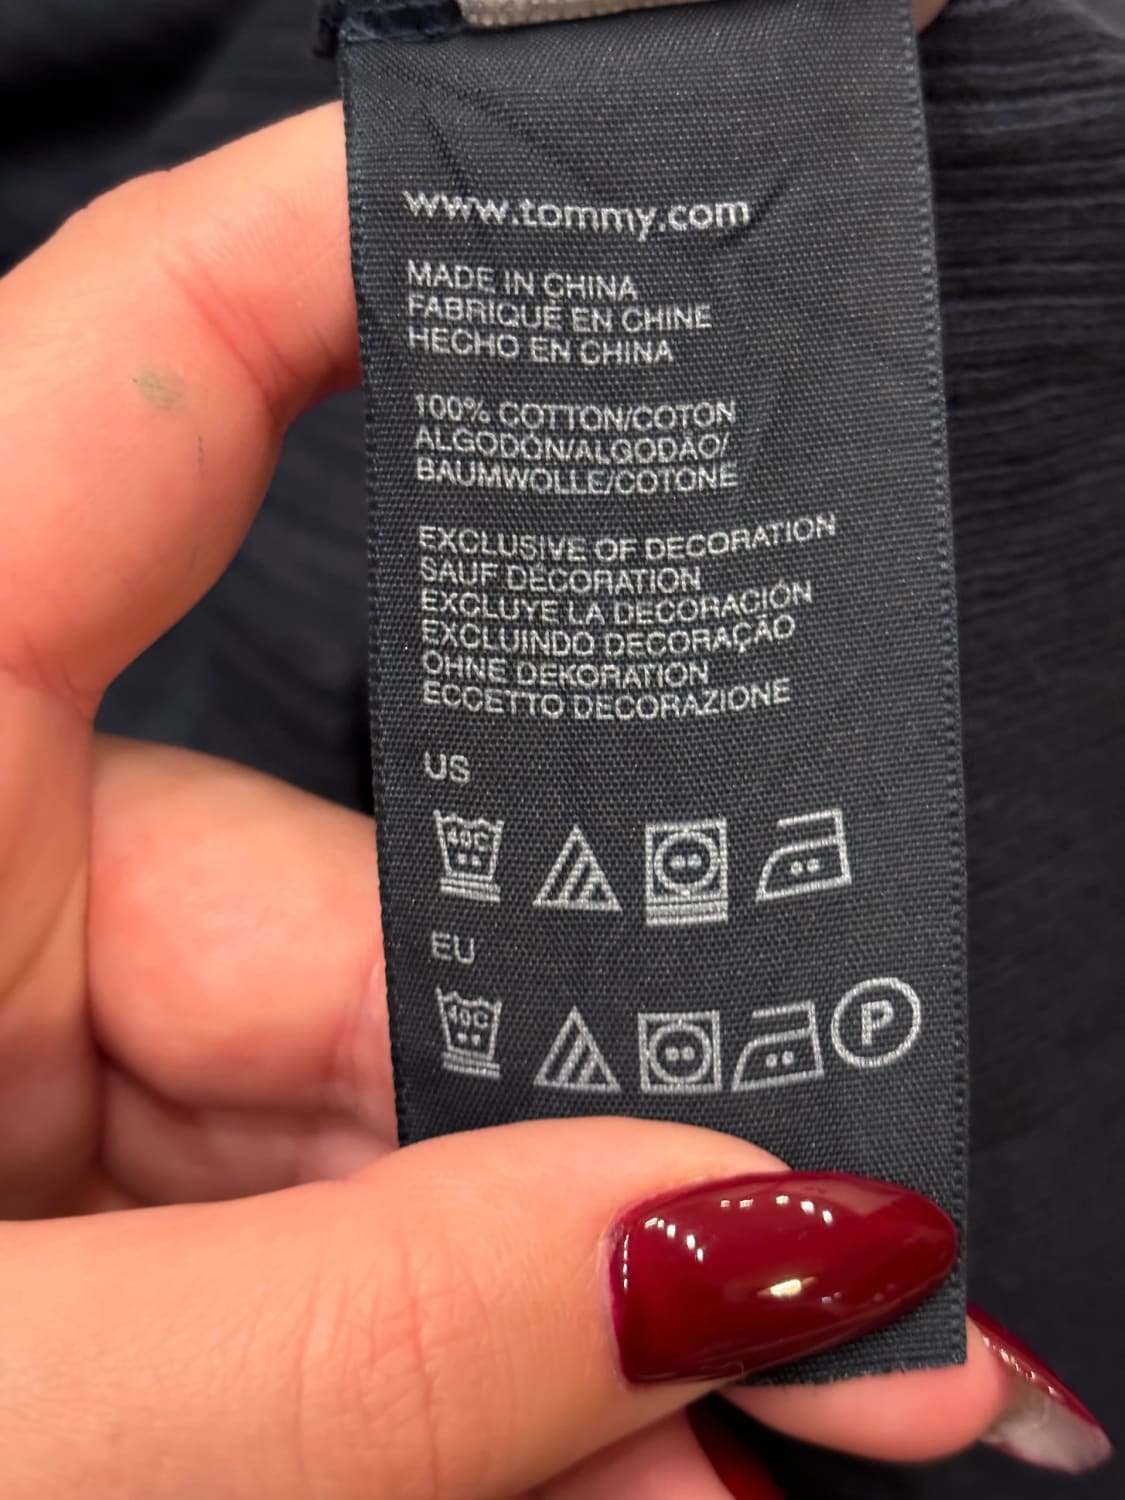 www.tommy.com
MADE IN CHINA
FABRIQUE EN CHINE
HECHO EN CHINA
100% COTTON/COTON
ALGODÓN/ALGODÃO/
BAUMWOLLE/COTONE
EXCLUSIVE OF DECORATION
SAUF DÉCORATION
EXCLUYE LA DECORACIÓN
EXCLUINDO DECORAÇÃO
OHNE DEKORATION
ECCETTO DECORAZIONE
US
40C
EU
40C
P